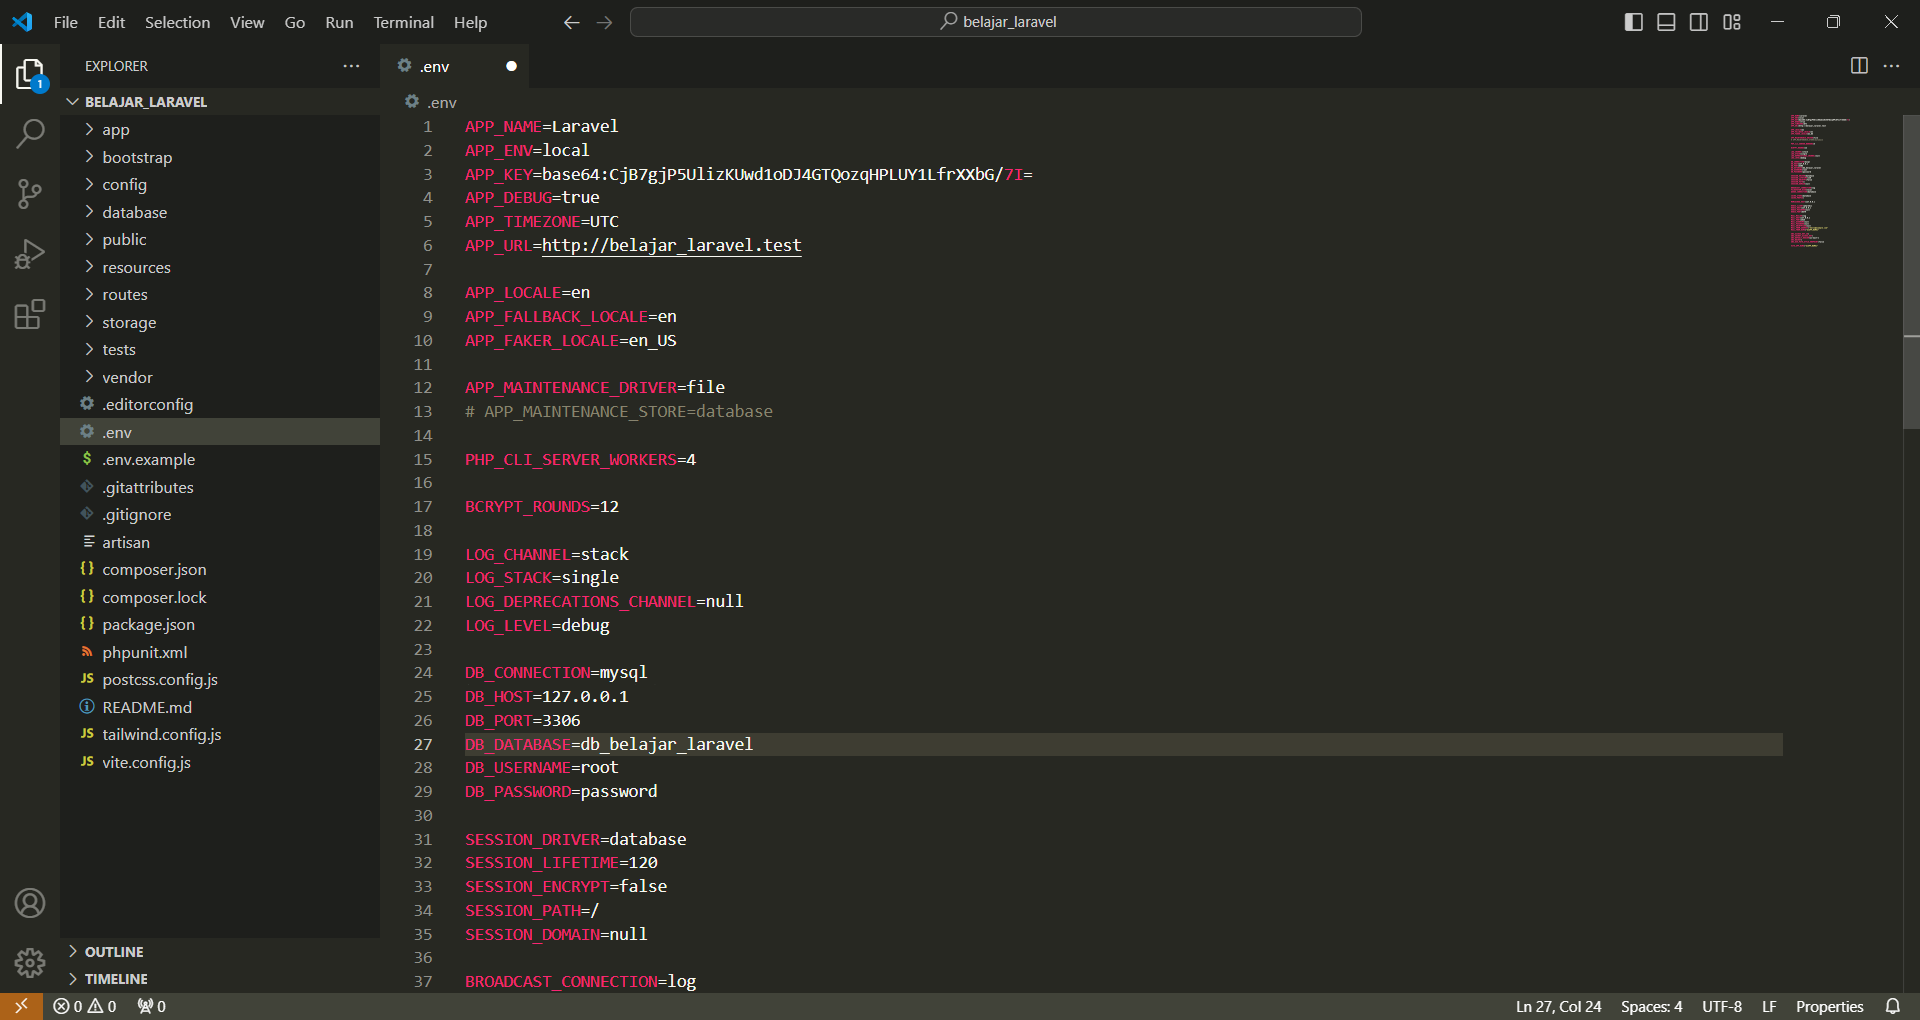 File Edit Selection View Go Run Terminal Help
belajar_laravel
EXPLORER
1
BELAJAR_LARAVEL
app
bootstrap
config
database
public
resources
routes
storage
tests
vendor
.editorconfig
.env
$ .env.example
.gitattributes
.gitignore
artisan
{} composer.json
{} composer.lock
{} package.json
phpunit.xml
JS postcss.config.js
README.md
JS tailwind.config.js
JS vite.config.js
OUTLINE
TIMELINE
.env
.env
1 APP_NAME=Laravel
2 APP_ENV=local
3 APP_KEY=base64:CjB7gjP5UlizKUwd1oDJ4GTQozqHPLUY1LfrXXbG/7I=
4 APP_DEBUG=true
5 APP_TIMEZONE=UTC
6 APP_URL=http://belajar_laravel.test
7
8 APP_LOCALE=en
9 APP_FALLBACK_LOCALE=en
10 APP_FAKER_LOCALE=en_US
11
12 APP_MAINTENANCE_DRIVER=file
13 # APP_MAINTENANCE_STORE=database
14
15 PHP_CLI_SERVER_WORKERS=4
16
17 BCRYPT_ROUNDS=12
18
19 LOG_CHANNEL=stack
20 LOG_STACK=single
21 LOG_DEPRECATIONS_CHANNEL=null
22 LOG_LEVEL=debug
23
24 DB_CONNECTION=mysql
25 DB_HOST=127.0.0.1
26 DB_PORT=3306
27 DB_DATABASE=db_belajar_laravel
28 DB_USERNAME=root
29 DB_PASSWORD=password
30
31 SESSION_DRIVER=database
32 SESSION_LIFETIME=120
33 SESSION_ENCRYPT=false
34 SESSION_PATH=/
35 SESSION_DOMAIN=null
36
37 BROADCAST_CONNECTION=log
0 0 0
Ln 27, Col 24 Spaces: 4 UTF-8 LF Properties